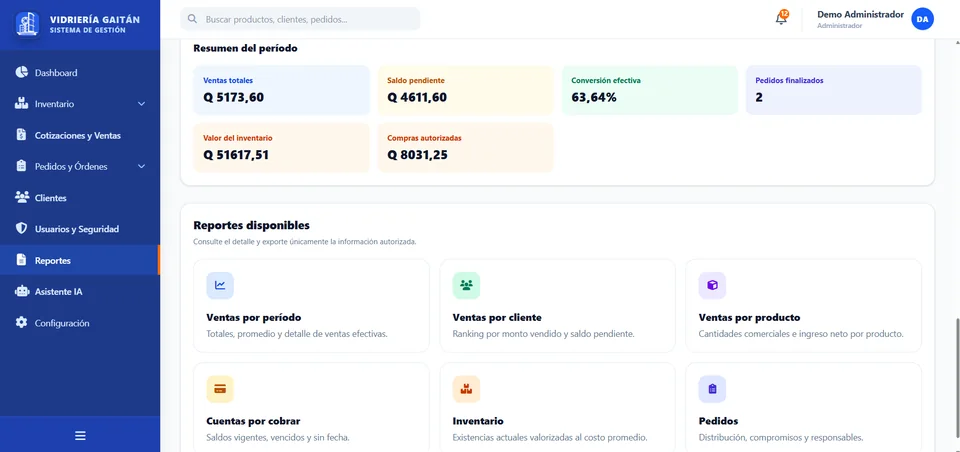 VIDRIERÍA GAITÁN
SISTEMA DE GESTIÓN
Dashboard
Inventario
Cotizaciones y Ventas
Pedidos y Órdenes
Clientes
Usuarios y Seguridad
Reportes
Asistente IA
Configuración
Buscar productos, clientes, pedidos...
12
Demo Administrador
Administrador
DA
Resumen del período
Ventas totales
Q 5173,60
Saldo pendiente
Q 4611,60
Conversión efectiva
63,64%
Pedidos finalizados
2
Valor del inventario
Q 51617,51
Compras autorizadas
Q 8031,25
Reportes disponibles
Consulte el detalle y exporte únicamente la información autorizada.
Ventas por período
Totales, promedio y detalle de ventas efectivas.
Ventas por cliente
Ranking por monto vendido y saldo pendiente.
Ventas por producto
Cantidades comerciales e ingreso neto por producto.
Cuentas por cobrar
Saldos vigentes, vencidos y sin fecha.
Inventario
Existencias actuales valorizadas al costo promedio.
Pedidos
Distribución, compromisos y responsables.